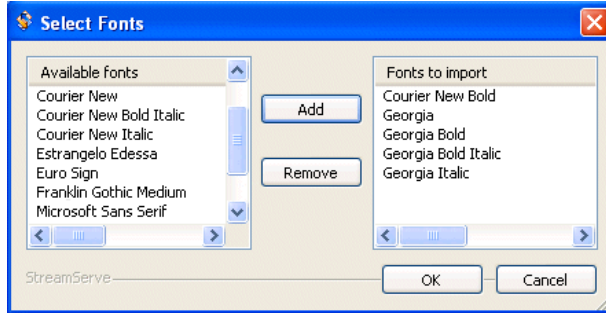 Select Fonts
Available fonts
Courier New
Courier New Bold Italic
Courier New Italic
Estrangelo Edessa
Euro Sign
Franklin Gothic Medium
Microsoft Sans Serif
Add
Remove
Fonts to import
Courier New Bold
Georgia
Georgia Bold
Georgia Bold Italic
Georgia Italic
StreamServe
OK
Cancel